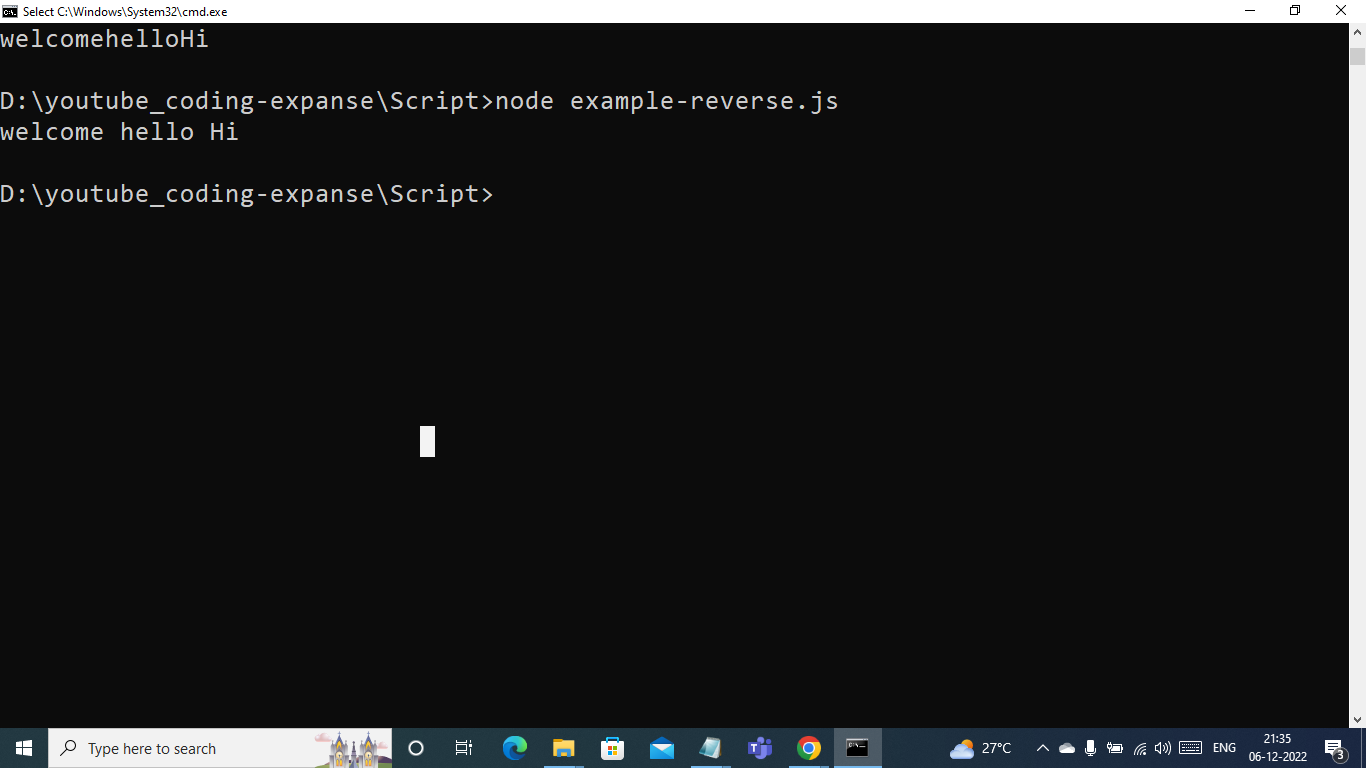 Select C:\Windows\System32\cmd.exe
welcomehelloHi
D:\youtube_coding-expanse\Script>node example-reverse.js
welcome hello Hi
D:\youtube_coding-expanse\Script>
Type here to search
27°C
ENG
21:35
06-12-2022
3